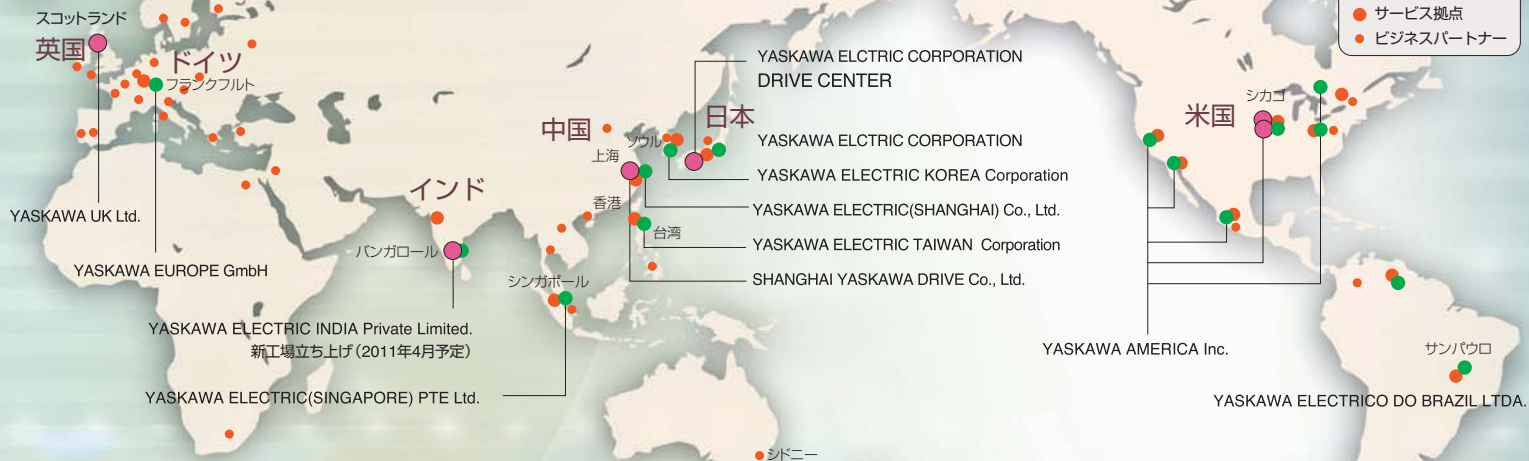 スコットランド
英国
ドイツ
フランクフルト
YASKAWA UK Ltd.
YASKAWA EUROPE GmbH
インド
バンガロール
YASKAWA ELECTRIC INDIA Private Limited.
新工場立ち上げ(2011年4月予定)
シンガポール
YASKAWA ELECTRIC(SINGAPORE) PTE Ltd.
中国
ソウル
上海
香港
台湾
日本
YASKAWA ELCTRIC CORPORATION
DRIVE CENTER
YASKAWA ELCTRIC CORPORATION
YASKAWA ELECTRIC KOREA Corporation
YASKAWA ELECTRIC(SHANGHAI) Co., Ltd.
YASKAWA ELECTRIC TAIWAN Corporation
SHANGHAI YASKAWA DRIVE Co., Ltd.
シドニー
サービス拠点
ビジネスパートナー
米国
シカゴ
YASKAWA AMERICA Inc.
サンパウロ
YASKAWA ELECTRICO DO BRAZIL LTDA.